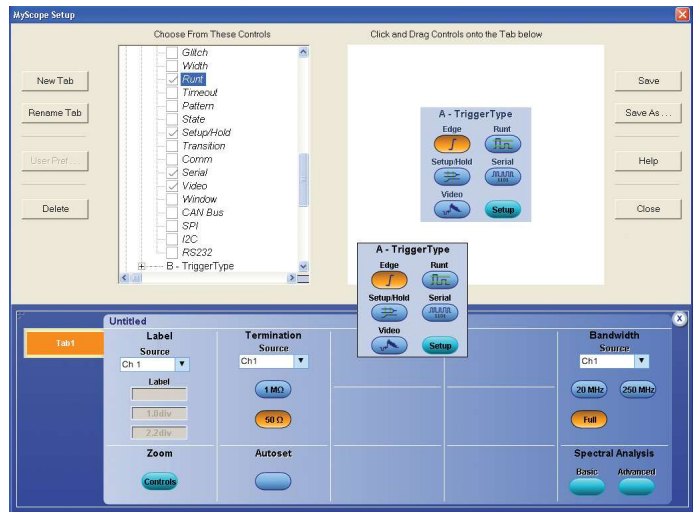 MyScope Setup
Choose From These Controls
Click and Drag Controls onto the Tab below
New Tab
Rename Tab
User Pref...
Delete
Glitch
Width
Runt
Timeout
Pattern
State
Setup/Hold
Transition
Comm
Serial
Video
Window
CAN Bus
SPI
I2C
RS232
B - TriggerType
A - TriggerType
Edge Runt
Setup/Hold Serial
Video
Setup
Save
Save As ...
Help
Close
A - TriggerType
Edge Runt
Setup/Hold Serial
Video
Setup
Tab1
Untitled
Label
Source
Ch 1
Label
1.0div
2.2div
Termination
Source
Ch1
1 MΩ
50 Ω
Bandwidth
Source
Ch1
20 MHz 250 MHz
Full
Zoom
Controls
Autoset
Spectral Analysis
Basic Advanced